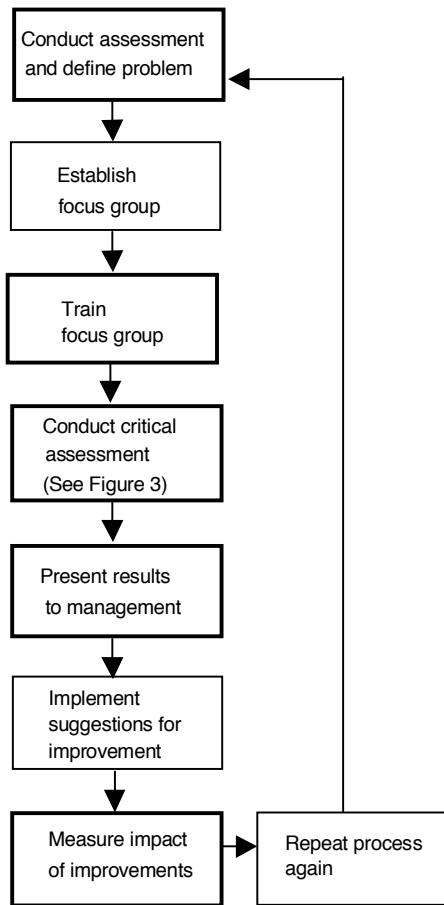 Conduct assessment
and define problem
Establish
focus group
Train
focus group
Conduct critical
assessment
(See Figure 3)
Present results
to management
Implement
suggestions for
improvement
Measure impact
of improvements
Repeat process
again